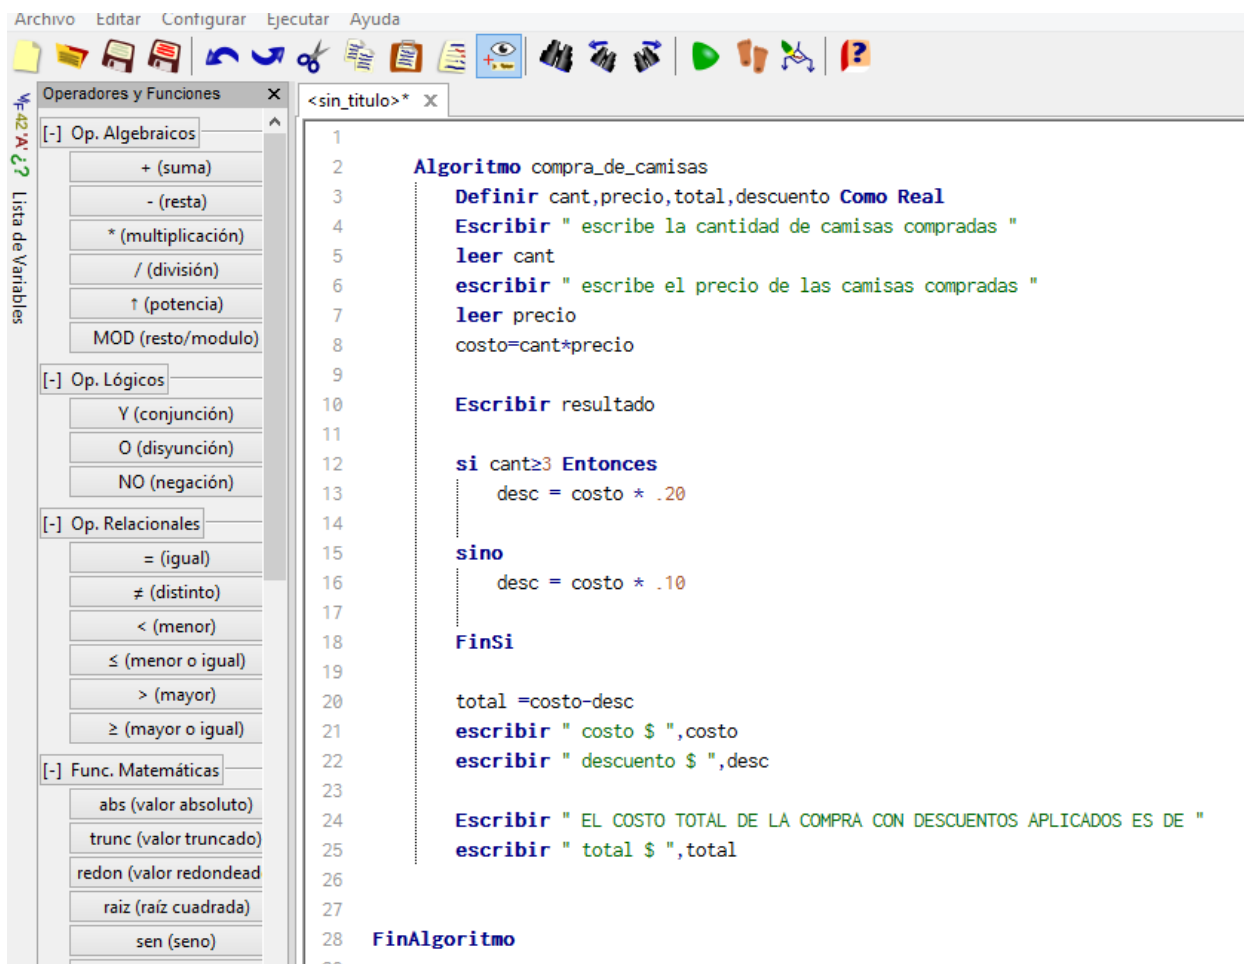 Archivo Editar Configurar Ejecutar Ayuda
Operadores y Funciones
<sin_titulo>*
Lista de Variables
[-] Op. Algebraicos
+ (suma)
- (resta)
* (multiplicación)
/ (división)
↑ (potencia)
MOD (resto/modulo)
[-] Op. Lógicos
Y (conjunción)
O (disyunción)
NO (negación)
[-] Op. Relacionales
= (igual)
≠ (distinto)
< (menor)
≤ (menor o igual)
> (mayor)
≥ (mayor o igual)
[-] Func. Matemáticas
abs (valor absoluto)
trunc (valor truncado)
redon (valor redondead
raiz (raíz cuadrada)
sen (seno)
1
2 Algoritmo compra_de_camisas
3 Definir cant,precio,total,descuento Como Real
4 Escribir " escribe la cantidad de camisas compradas "
5 leer cant
6 escribir " escribe el precio de las camisas compradas "
7 leer precio
8 costo=cant*precio
9
10 Escribir resultado
11
12 si cant≥3 Entonces
13 desc = costo * .20
14
15 sino
16 desc = costo * .10
17
18 FinSi
19
20 total =costo-desc
21 escribir " costo $ ",costo
22 escribir " descuento $ ",desc
23
24 Escribir " EL COSTO TOTAL DE LA COMPRA CON DESCUENTOS APLICADOS ES DE "
25 escribir " total $ ",total
26
27
28 FinAlgoritmo